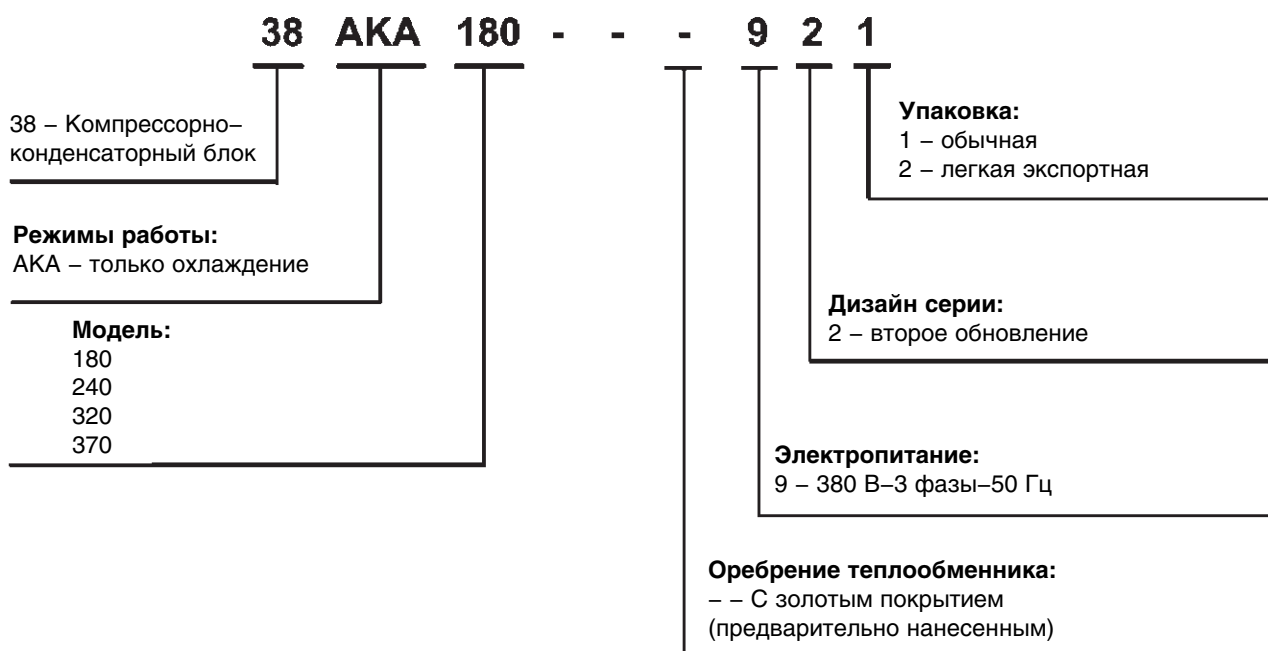 38 AKA 180 - - - 9 2 1
38 – Компрессорно–
конденсаторный блок
Режимы работы:
АКА – только охлаждение
Модель:
180
240
320
370
Упаковка:
1 – обычная
2 – легкая экспортная
Дизайн серии:
2 – второе обновление
Электропитание:
9 – 380 В–3 фазы–50 Гц
Оребрение теплообменника:
– – С золотым покрытием
(предварительно нанесенным)